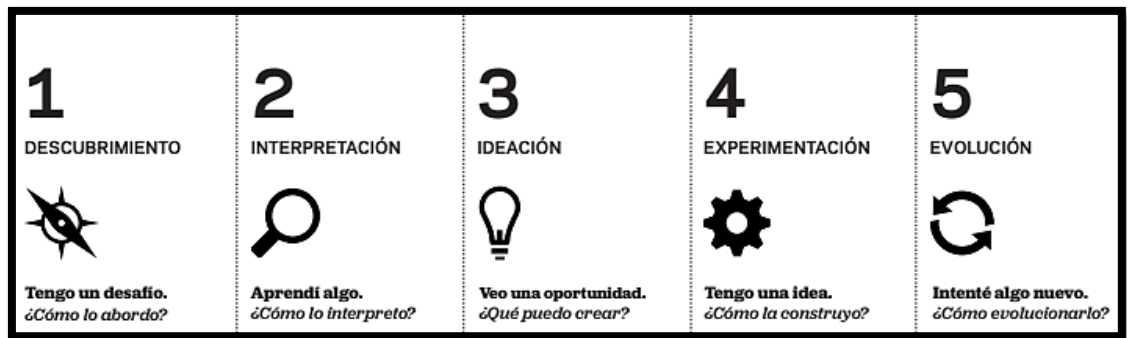 1
DESCUBRIMIENTO
Tengo un desafío.
¿Cómo lo abordo?
2
INTERPRETACIÓN
Aprendí algo.
¿Cómo lo interpreto?
3
IDEACIÓN
Veo una oportunidad.
¿Qué puedo crear?
4
EXPERIMENTACIÓN
Tengo una idea.
¿Cómo la construyo?
5
EVOLUCIÓN
Intenté algo nuevo.
¿Cómo evolucionarlo?